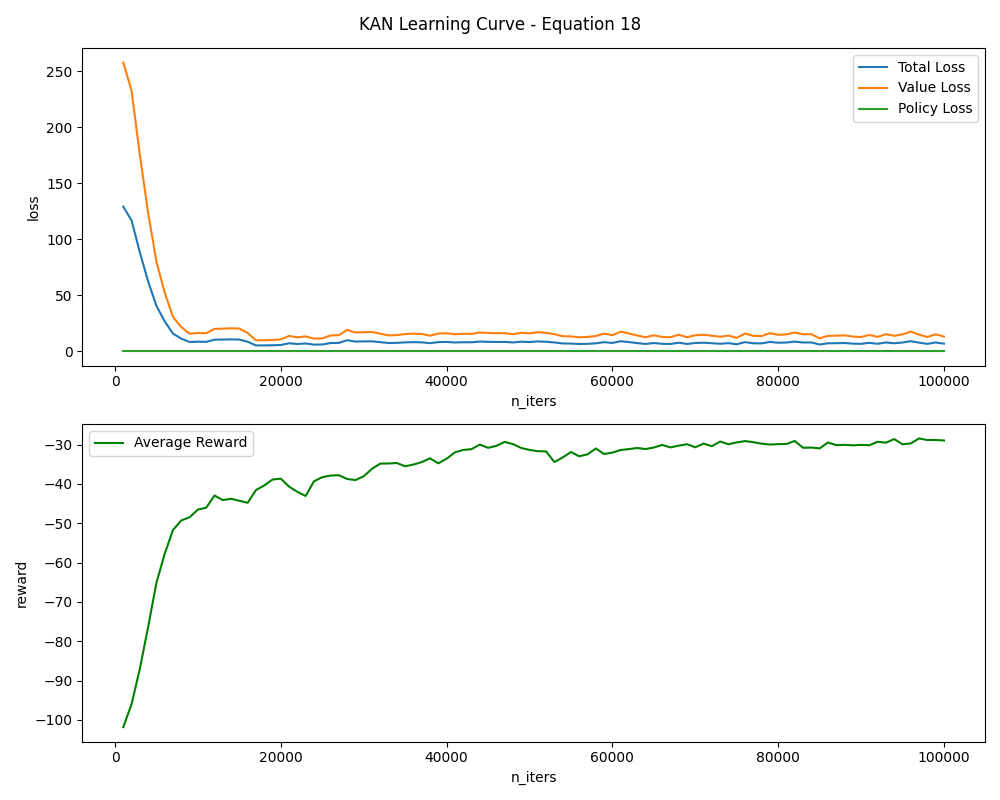 KAN Learning Curve - Equation 18
250
200
150
100
50
0
loss
Total Loss
Value Loss
Policy Loss
0 20000 40000 60000 80000 100000
n_iters
−30
−40
−50
−60
−70
−80
−90
−100
reward
Average Reward
0 20000 40000 60000 80000 100000
n_iters